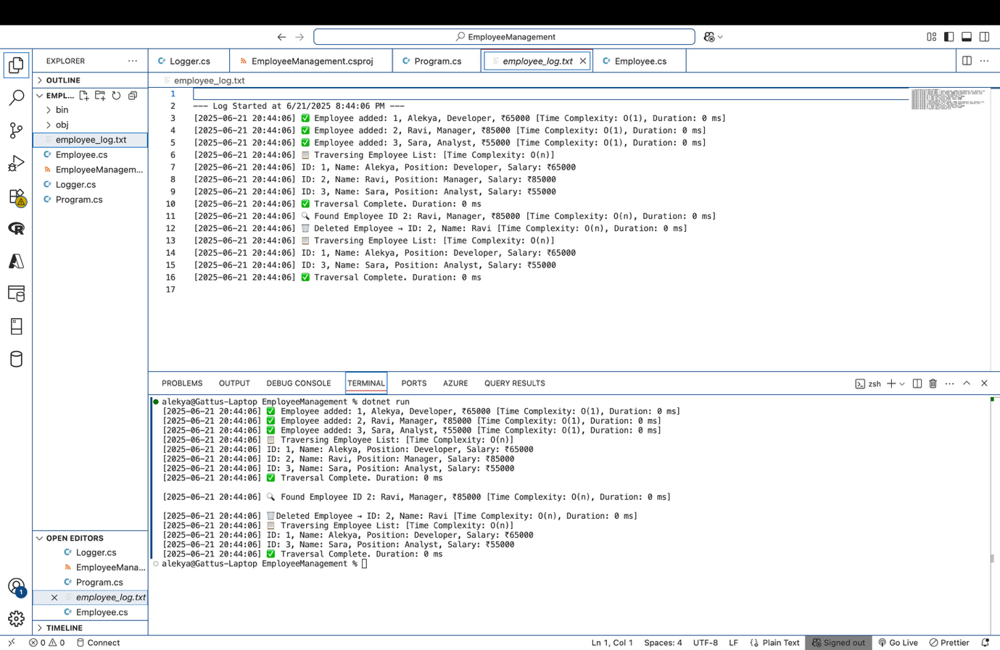 EmployeeManagement
EXPLORER
OUTLINE
EMPL...
bin
obj
employee_log.txt
Employee.cs
EmployeeManagem...
Logger.cs
Program.cs
OPEN EDITORS
Logger.cs
EmployeeMana...
Program.cs
employee_log.txt
Employee.cs
TIMELINE
Logger.cs
EmployeeManagement.csproj
Program.cs
employee_log.txt
Employee.cs
employee_log.txt
1
2 --- Log Started at 6/21/2025 8:44:06 PM ---
3 [2025-06-21 20:44:06] ✅ Employee added: 1, Alekya, Developer, ₹65000 [Time Complexity: O(1), Duration: 0 ms]
4 [2025-06-21 20:44:06] ✅ Employee added: 2, Ravi, Manager, ₹85000 [Time Complexity: O(1), Duration: 0 ms]
5 [2025-06-21 20:44:06] ✅ Employee added: 3, Sara, Analyst, ₹55000 [Time Complexity: O(1), Duration: 0 ms]
6 [2025-06-21 20:44:06] 📋 Traversing Employee List: [Time Complexity: O(n)]
7 [2025-06-21 20:44:06] ID: 1, Name: Alekya, Position: Developer, Salary: ₹65000
8 [2025-06-21 20:44:06] ID: 2, Name: Ravi, Position: Manager, Salary: ₹85000
9 [2025-06-21 20:44:06] ID: 3, Name: Sara, Position: Analyst, Salary: ₹55000
10 [2025-06-21 20:44:06] ✅ Traversal Complete. Duration: 0 ms
11 [2025-06-21 20:44:06] 🔍 Found Employee ID 2: Ravi, Manager, ₹85000 [Time Complexity: O(n), Duration: 0 ms]
12 [2025-06-21 20:44:06] 🗑️ Deleted Employee → ID: 2, Name: Ravi [Time Complexity: O(n), Duration: 0 ms]
13 [2025-06-21 20:44:06] 📋 Traversing Employee List: [Time Complexity: O(n)]
14 [2025-06-21 20:44:06] ID: 1, Name: Alekya, Position: Developer, Salary: ₹65000
15 [2025-06-21 20:44:06] ID: 3, Name: Sara, Position: Analyst, Salary: ₹55000
16 [2025-06-21 20:44:06] ✅ Traversal Complete. Duration: 0 ms
17
PROBLEMS OUTPUT DEBUG CONSOLE TERMINAL PORTS AZURE QUERY RESULTS zsh
alekya@Gattus-Laptop EmployeeManagement % dotnet run
[2025-06-21 20:44:06] ✅ Employee added: 1, Alekya, Developer, ₹65000 [Time Complexity: O(1), Duration: 0 ms]
[2025-06-21 20:44:06] ✅ Employee added: 2, Ravi, Manager, ₹85000 [Time Complexity: O(1), Duration: 0 ms]
[2025-06-21 20:44:06] ✅ Employee added: 3, Sara, Analyst, ₹55000 [Time Complexity: O(1), Duration: 0 ms]
[2025-06-21 20:44:06] 📋 Traversing Employee List: [Time Complexity: O(n)]
[2025-06-21 20:44:06] ID: 1, Name: Alekya, Position: Developer, Salary: ₹65000
[2025-06-21 20:44:06] ID: 2, Name: Ravi, Position: Manager, Salary: ₹85000
[2025-06-21 20:44:06] ID: 3, Name: Sara, Position: Analyst, Salary: ₹55000
[2025-06-21 20:44:06] ✅ Traversal Complete. Duration: 0 ms
[2025-06-21 20:44:06] 🔍 Found Employee ID 2: Ravi, Manager, ₹85000 [Time Complexity: O(n), Duration: 0 ms]
[2025-06-21 20:44:06] 🗑️Deleted Employee → ID: 2, Name: Ravi [Time Complexity: O(n), Duration: 0 ms]
[2025-06-21 20:44:06] 📋 Traversing Employee List: [Time Complexity: O(n)]
[2025-06-21 20:44:06] ID: 1, Name: Alekya, Position: Developer, Salary: ₹65000
[2025-06-21 20:44:06] ID: 3, Name: Sara, Position: Analyst, Salary: ₹55000
[2025-06-21 20:44:06] ✅ Traversal Complete. Duration: 0 ms
alekya@Gattus-Laptop EmployeeManagement %
1
0 0 Connect Ln 1, Col 1 Spaces: 4 UTF-8 LF Plain Text Signed out Go Live Prettier